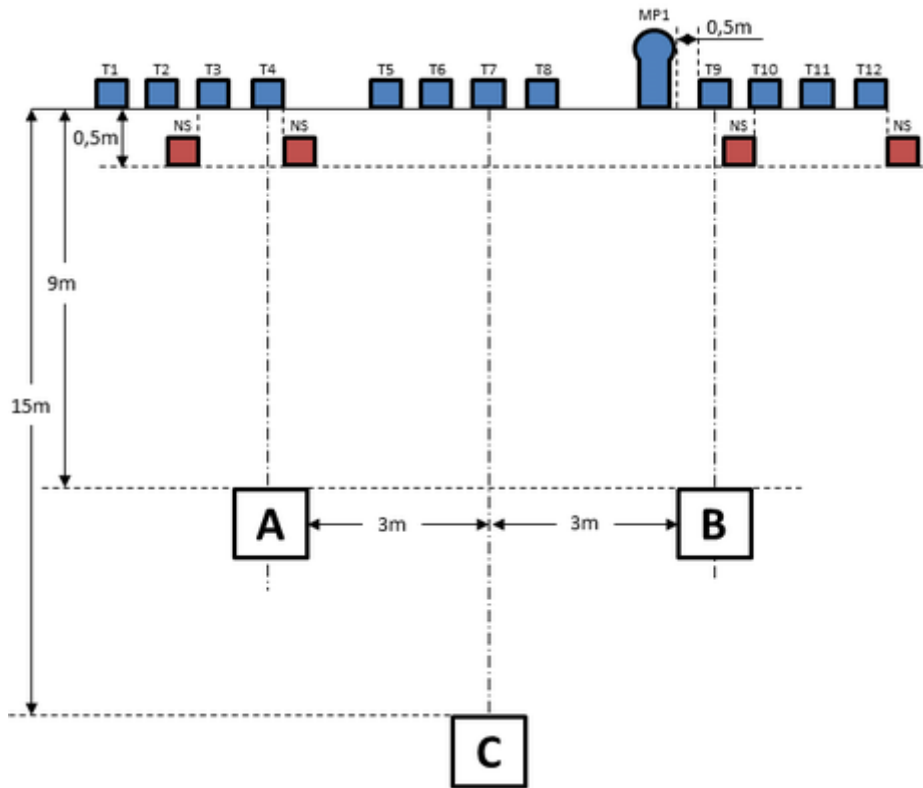 MP1
0,5m
T1 T2 T3 T4 T5 T6 T7 T8 T9 T10 T11 T12
0,5m NS NS NS NS
9m
15m
A 3m 3m B
C